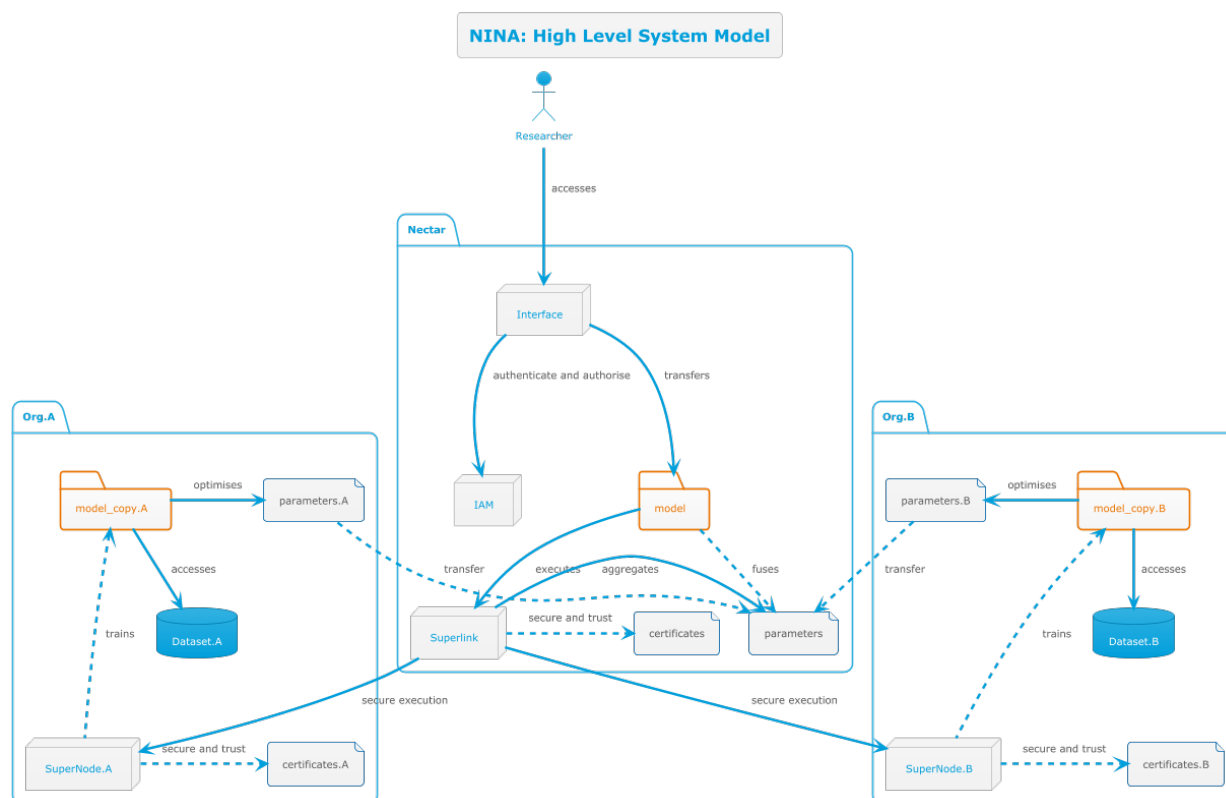 NINA: High Level System Model
Researcher
accesses
Nectar
Interface
authenticate and authorise
transfers
Org.A
Org.B
model_copy.A
optimises
parameters.A
IAM
model
parameters.B
optimises
model_copy.B
accesses
transfer
executes
aggregates
fuses
transfer
accesses
trains
Dataset.A
Superlink
secure and trust
certificates
parameters
trains
Dataset.B
secure execution
secure execution
SuperNode.A
secure and trust
certificates.A
SuperNode.B
secure and trust
certificates.B